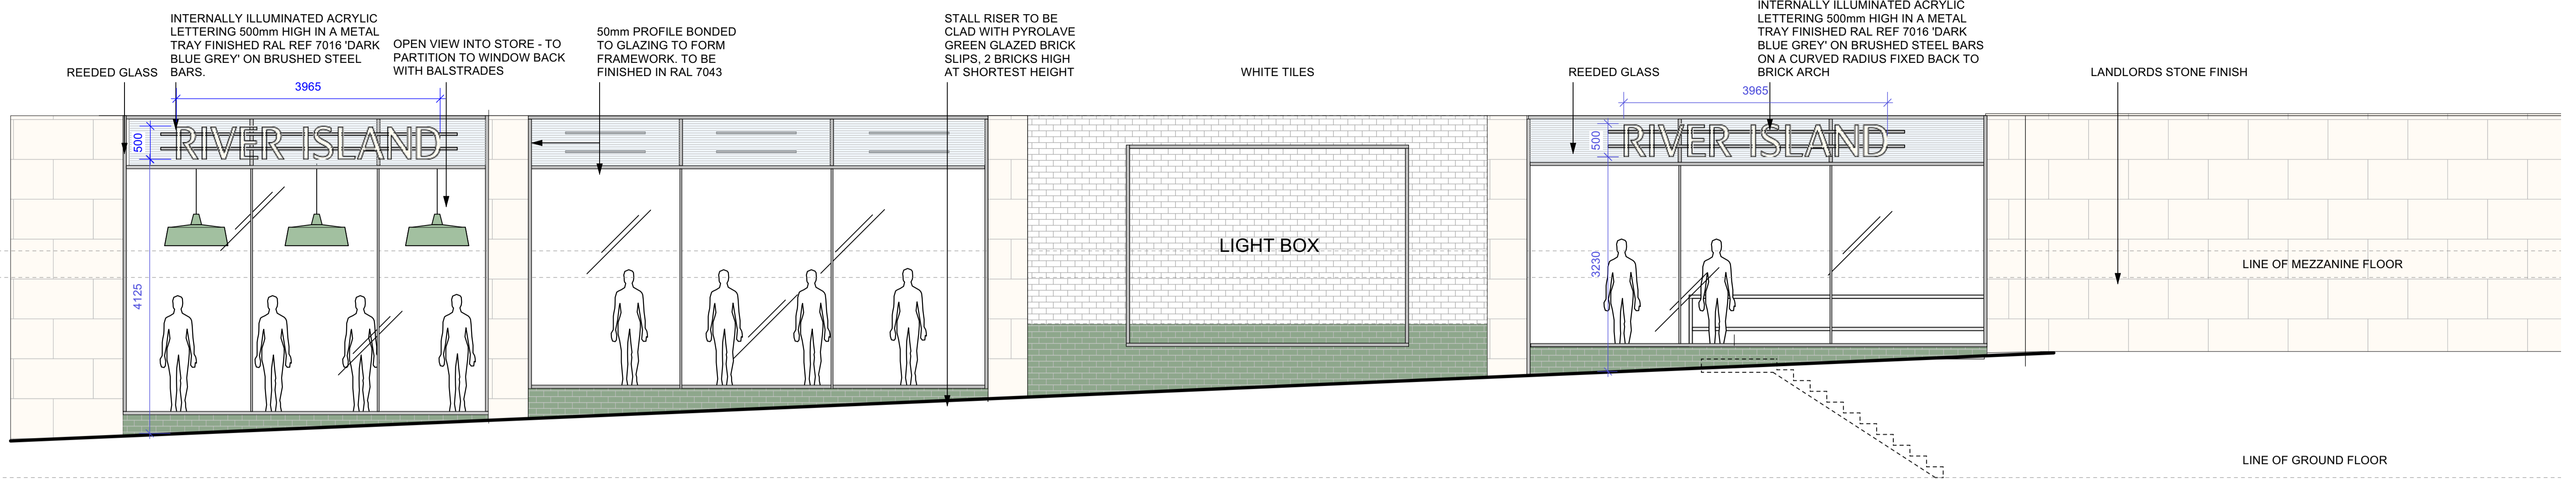 INTERNALLY ILLUMINATED ACRYLIC
LETTERING 500mm HIGH IN A METAL
TRAY FINISHED RAL REF 7016 'DARK
BLUE GREY' ON BRUSHED STEEL
BARS.
REEDED GLASS
OPEN VIEW INTO STORE - TO
PARTITION TO WINDOW BACK
WITH BALSTRADES
50mm PROFILE BONDED
TO GLAZING TO FORM
FRAMEWORK. TO BE
FINISHED IN RAL 7043
STALL RISER TO BE
CLAD WITH PYROLAVE
GREEN GLAZED BRICK
SLIPS, 2 BRICKS HIGH
AT SHORTEST HEIGHT
WHITE TILES
REEDED GLASS
INTERNALLY ILLUMINATED ACRYLIC
LETTERING 500mm HIGH IN A METAL
TRAY FINISHED RAL REF 7016 'DARK
BLUE GREY' ON BRUSHED STEEL BARS
ON A CURVED RADIUS FIXED BACK TO
BRICK ARCH
LANDLORDS STONE FINISH
3965
3965
500
RIVER ISLAND
500
RIVER ISLAND
LIGHT BOX
4125
3230
LINE OF MEZZANINE FLOOR
LINE OF GROUND FLOOR